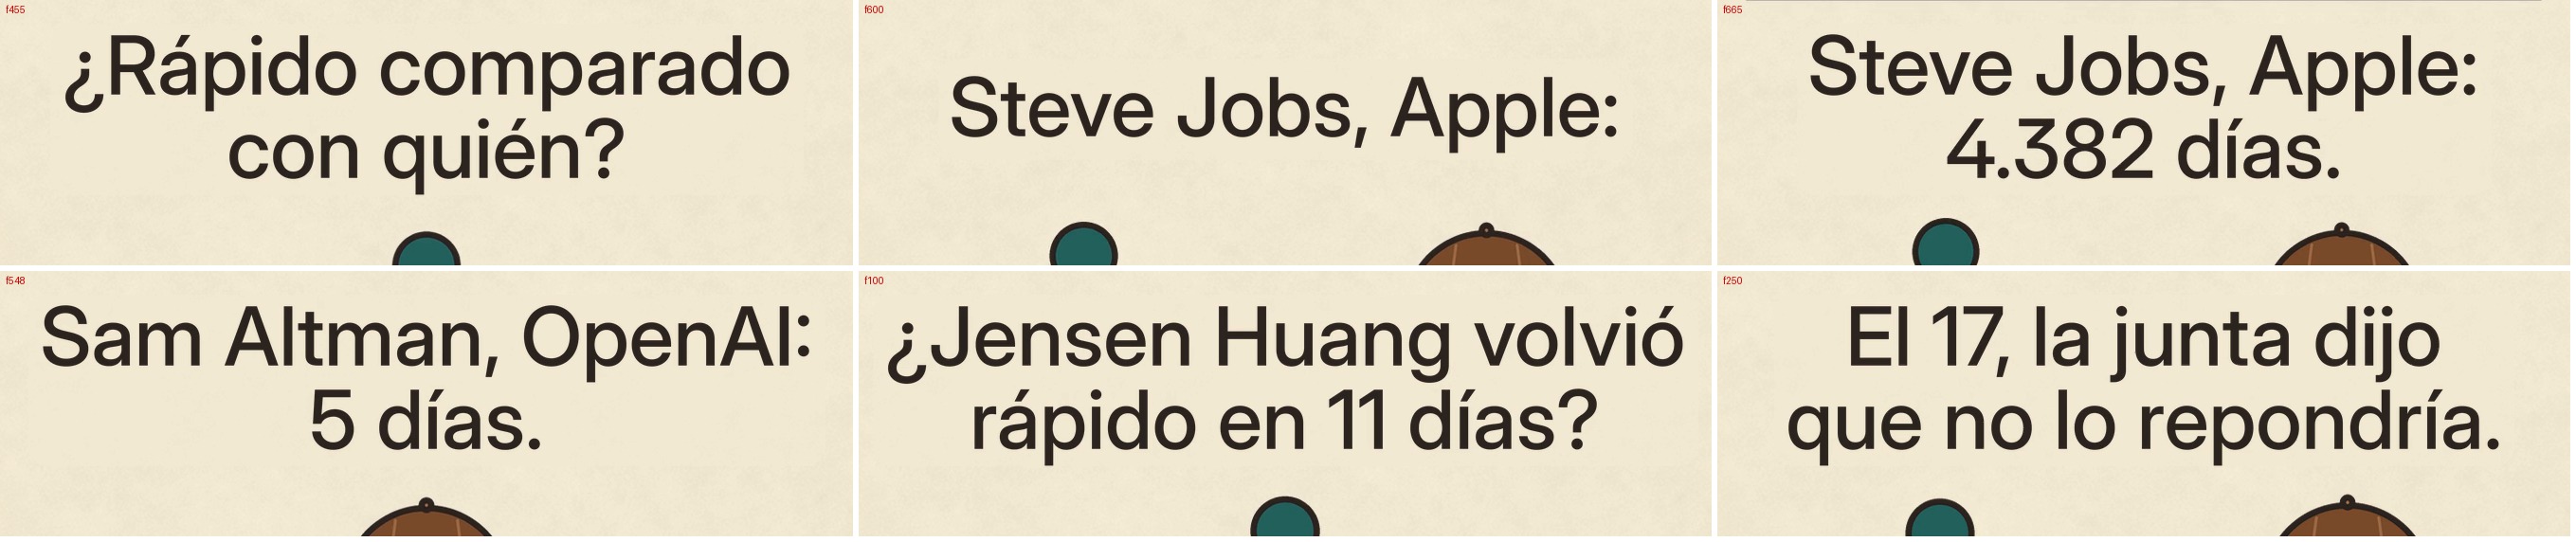 f455
¿Rápido comparado
con quién?
f600
Steve Jobs, Apple:
f665
Steve Jobs, Apple:
4.382 días.
f548
Sam Altman, OpenAI:
5 días.
f100
¿Jensen Huang volvió
rápido en 11 días?
f250
El 17, la junta dijo
que no lo repondría.